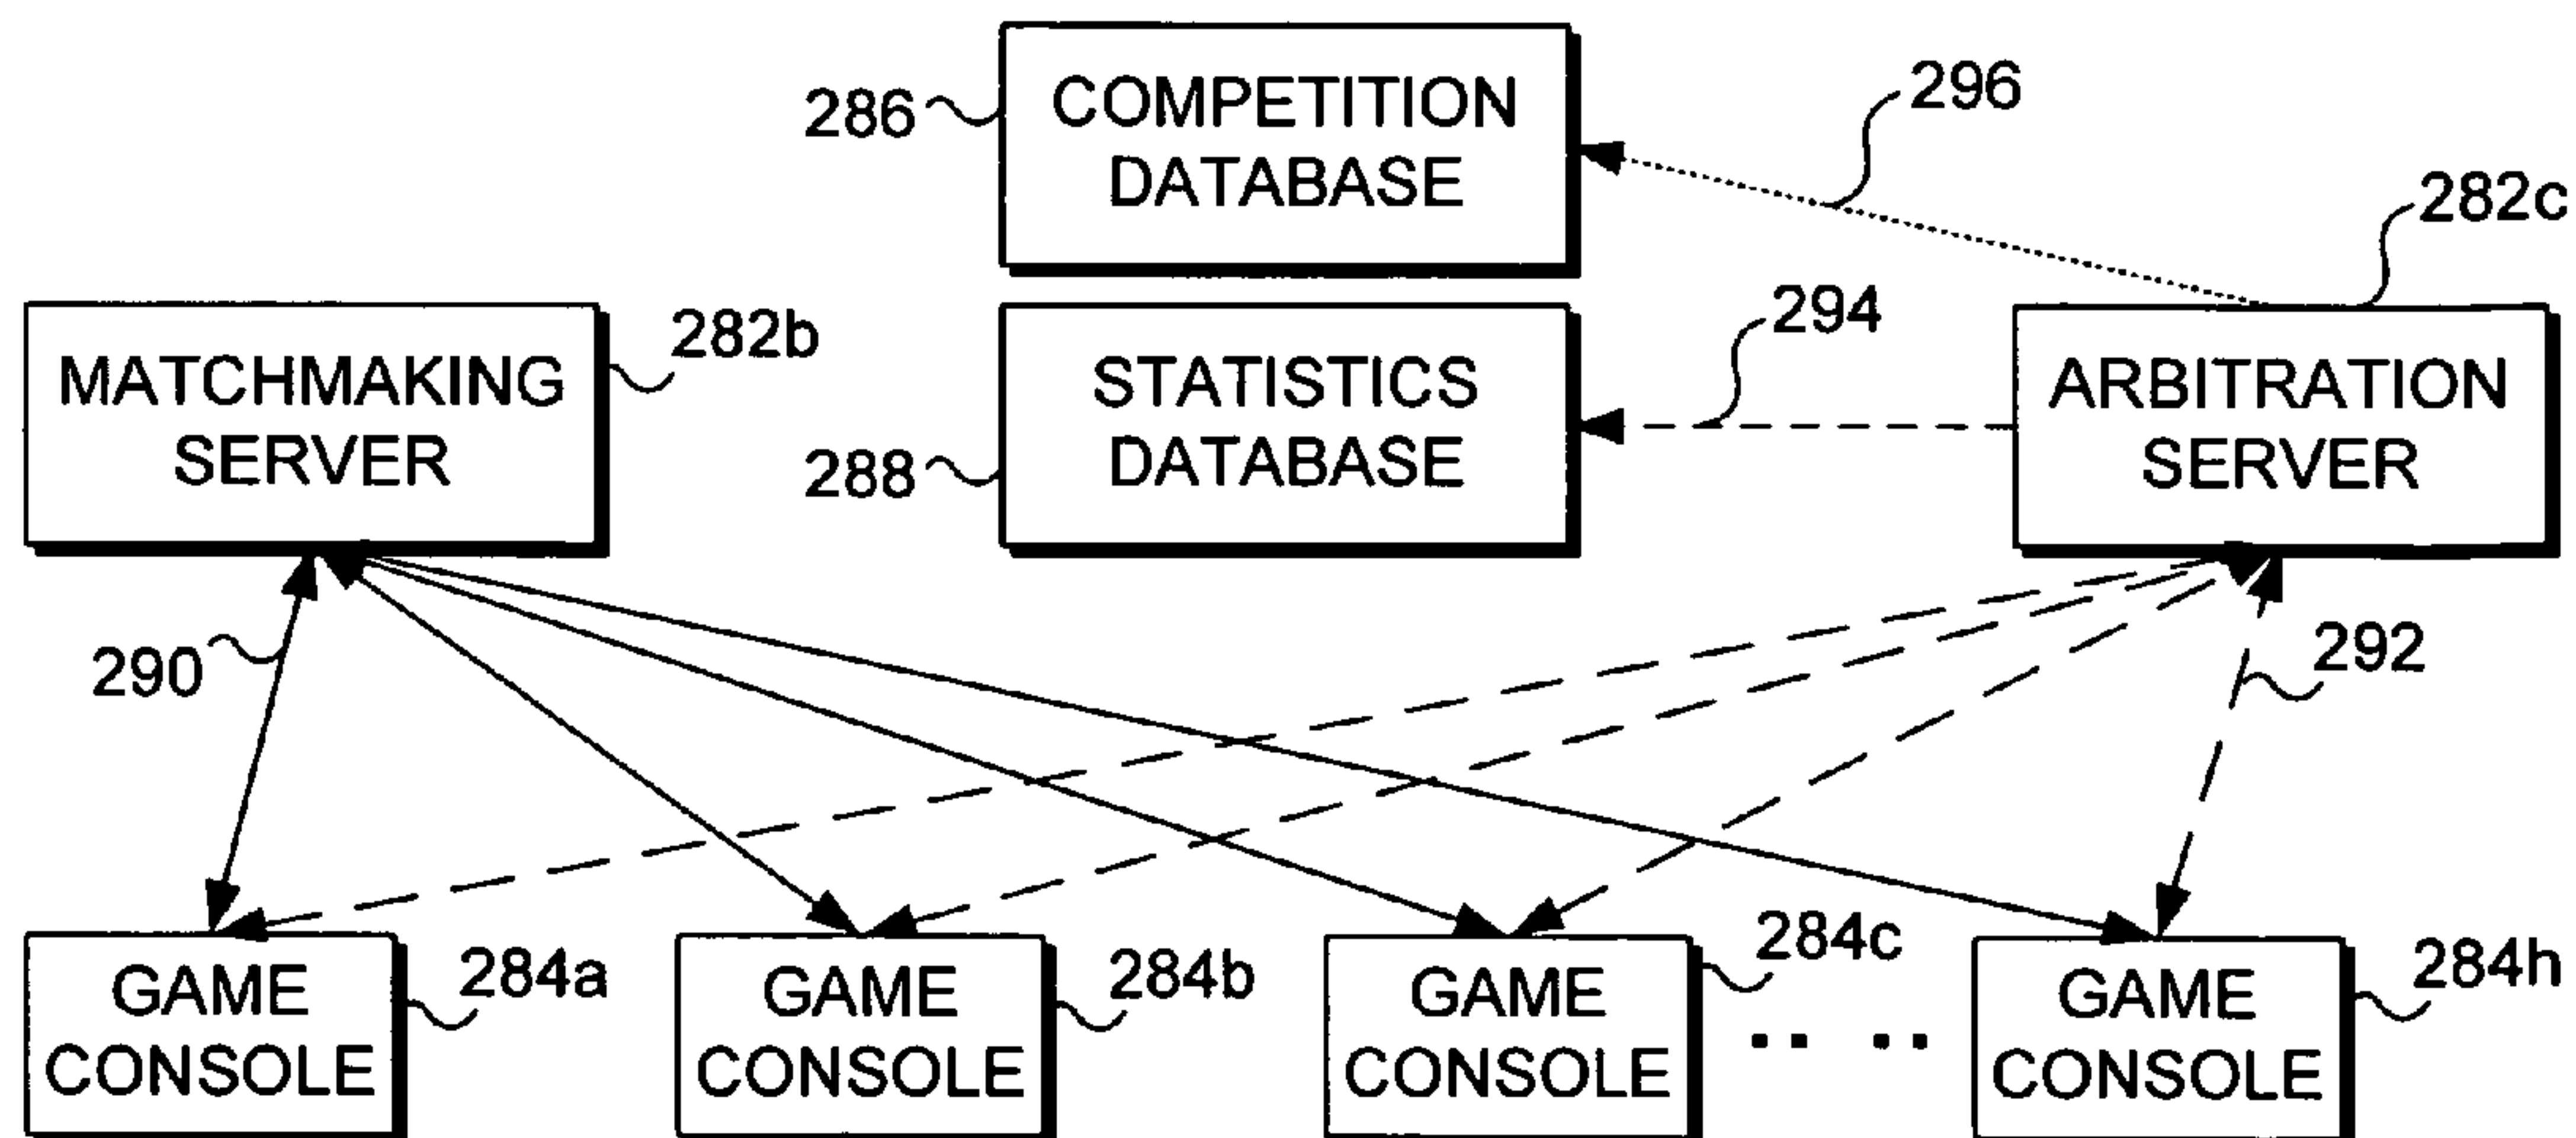 286
COMPETITION
DATABASE
296
282c
MATCHMAKING
SERVER
282b
288
STATISTICS
DATABASE
294
ARBITRATION
SERVER
290
292
GAME
CONSOLE
284a
GAME
CONSOLE
284b
GAME
CONSOLE
284c
GAME
CONSOLE
284h